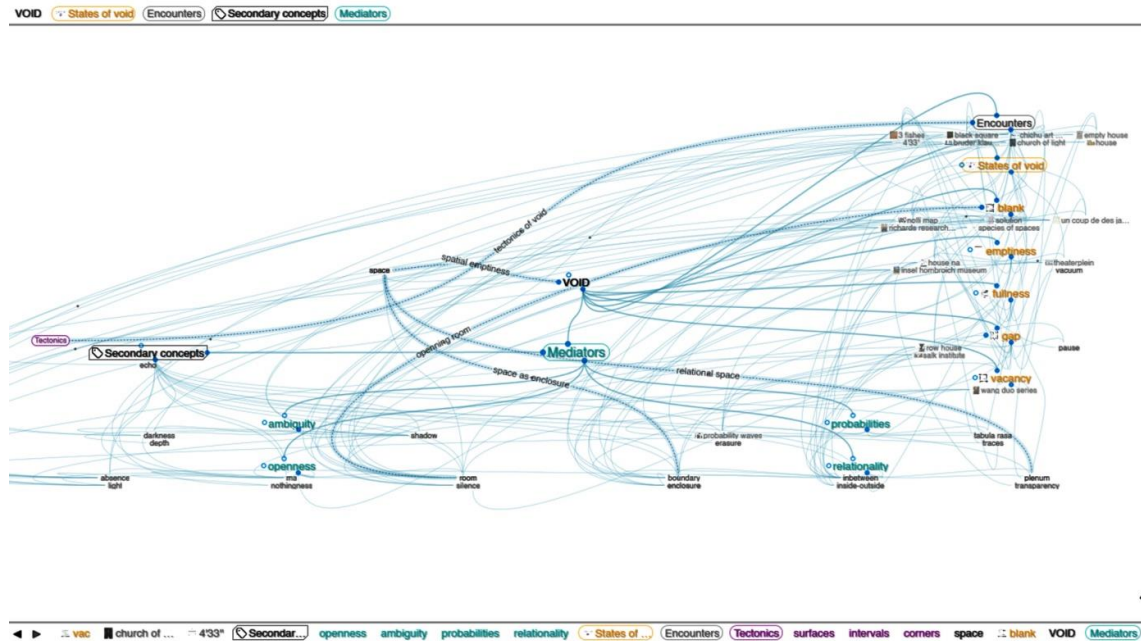 VOID States of void Encounters Secondary concepts Mediators
Encounters
3 fishes black square chichu art ... empty house
4'33" bruder klau church of light house
States of void
tectonics of void
blank
nolli map solution un coup de des ja...
richards research... species of spaces
emptiness
spatial emptiness
space
house na theaterplein
insel hombroich museum vacuum
VOID
fullness
opening room
gap
Tectonics
row house pause
salk institute
Secondary concepts Mediators
echo
space as enclosure relational space
vacancy
wang duo series
ambiguity probabilities
darkness shadow probability waves tabula rasa
depth erasure traces
openness relationality
absence ma room boundary inbetween plenum
light nothingness silence enclosure inside-outside transparency
vac church of ... 4'33" Secondar... openness ambiguity probabilities relationality States of ... Encounters Tectonics surfaces intervals corners space blank VOID Mediators